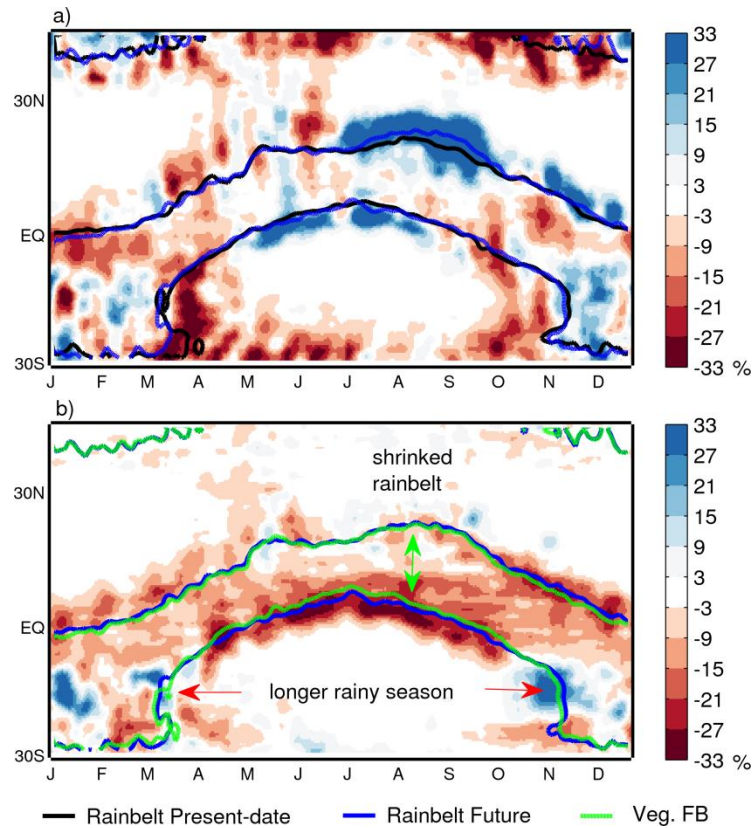 a)
33
27
21
15
9
3
-3
-9
-15
-21
-27
-33 %
30N
EQ
30S
J F M A M J J A S O N D
b)
33
27
21
15
9
3
-3
-9
-15
-21
-27
-33 %
30N
EQ
30S
shrinked
rainbelt
longer rainy season
J F M A M J J A S O N D
Rainbelt Present-date Rainbelt Future Veg. FB